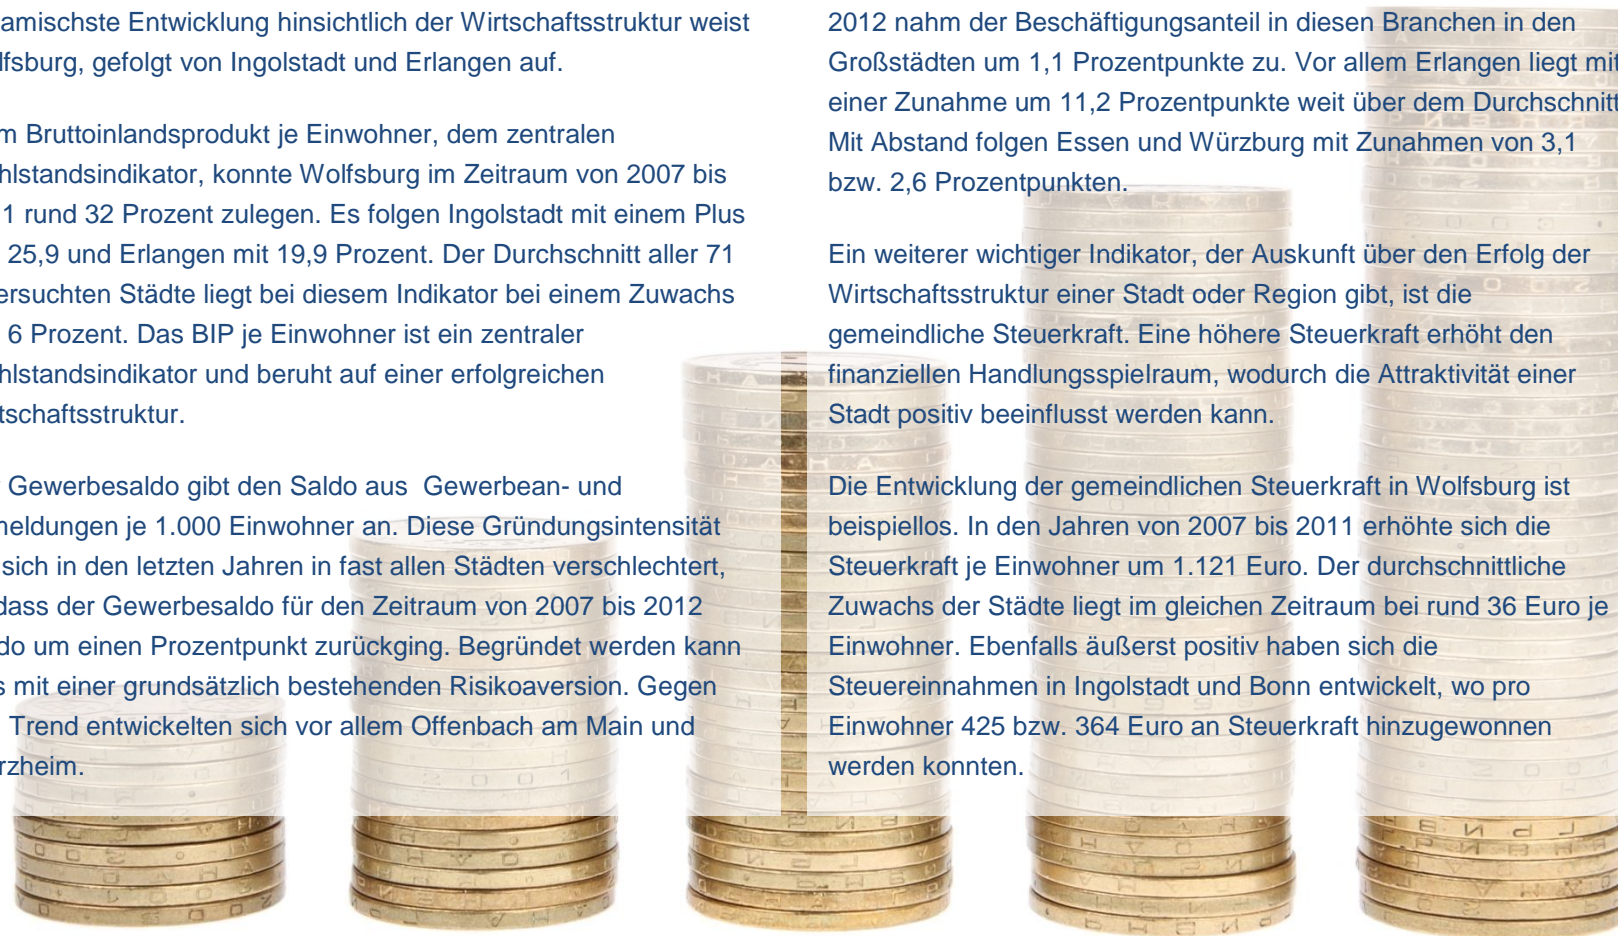 amischste Entwicklung hinsichtlich der Wirtschaftsstruktur weist
lfsburg, gefolgt von Ingolstadt und Erlangen auf.
m Bruttoinlandsprodukt je Einwohner, dem zentralen
hlstandsindikator, konnte Wolfsburg im Zeitraum von 2007 bis
1 rund 32 Prozent zulegen. Es folgen Ingolstadt mit einem Plus
25,9 und Erlangen mit 19,9 Prozent. Der Durchschnitt aller 71
ersuchten Städte liegt bei diesem Indikator bei einem Zuwachs
6 Prozent. Das BIP je Einwohner ist ein zentraler
hlstandsindikator und beruht auf einer erfolgreichen
tschaftsstruktur.
Gewerbesaldo gibt den Saldo aus Gewerbean- und
meldungen je 1.000 Einwohner an. Diese Gründungsintensität
sich in den letzten Jahren in fast allen Städten verschlechtert,
dass der Gewerbesaldo für den Zeitraum von 2007 bis 2012
do um einen Prozentpunkt zurückging. Begründet werden kann
s mit einer grundsätzlich bestehenden Risikoaversion. Gegen
Trend entwickelten sich vor allem Offenbach am Main und
rzheim.
2012 nahm der Beschäftigungsanteil in diesen Branchen in den
Großstädten um 1,1 Prozentpunkte zu. Vor allem Erlangen liegt mit
einer Zunahme um 11,2 Prozentpunkte weit über dem Durchschnitt
Mit Abstand folgen Essen und Würzburg mit Zunahmen von 3,1
bzw. 2,6 Prozentpunkten.
Ein weiterer wichtiger Indikator, der Auskunft über den Erfolg der
Wirtschaftsstruktur einer Stadt oder Region gibt, ist die
gemeindliche Steuerkraft. Eine höhere Steuerkraft erhöht den
finanziellen Handlungsspielraum, wodurch die Attraktivität einer
Stadt positiv beeinflusst werden kann.
Die Entwicklung der gemeindlichen Steuerkraft in Wolfsburg ist
beispiellos. In den Jahren von 2007 bis 2011 erhöhte sich die
Steuerkraft je Einwohner um 1.121 Euro. Der durchschnittliche
Zuwachs der Städte liegt im gleichen Zeitraum bei rund 36 Euro je
Einwohner. Ebenfalls äußerst positiv haben sich die
Steuereinnahmen in Ingolstadt und Bonn entwickelt, wo pro
Einwohner 425 bzw. 364 Euro an Steuerkraft hinzugewonnen
werden konnten.